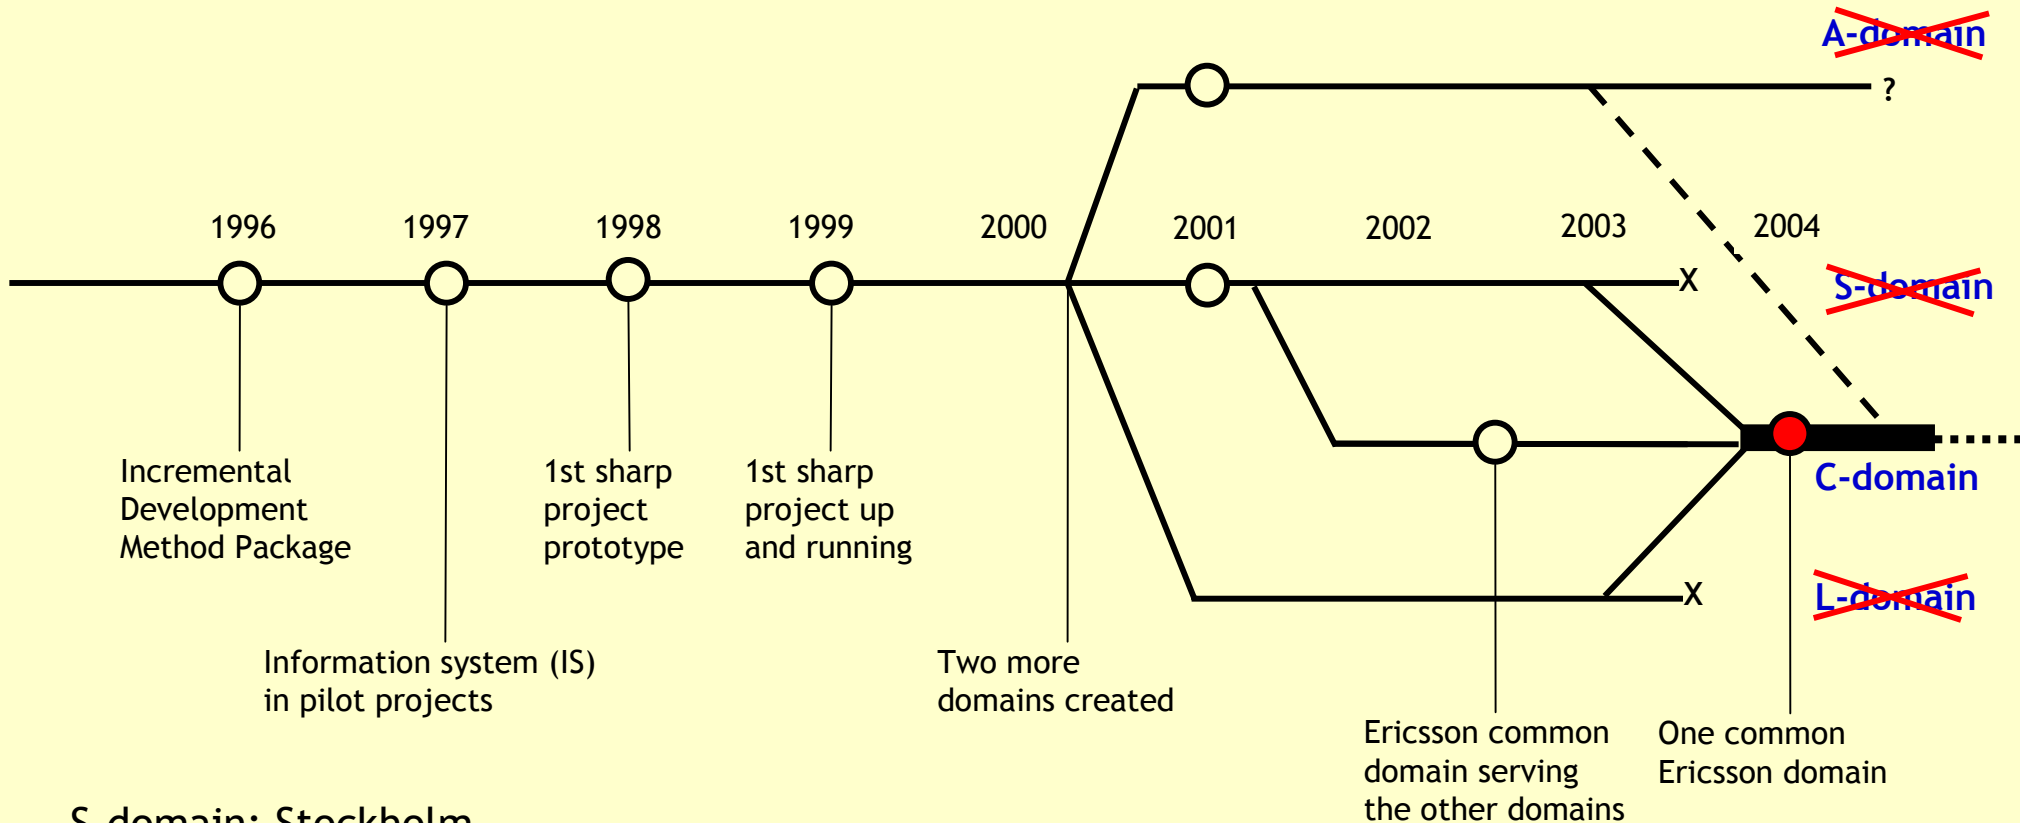 A-domain
?
1996
1997
1998
1999
2000
2001
2002
2003
2004
X
S-domain
C-domain
X
L-domain
Incremental
Development
Method Package
1st sharp
project
prototype
1st sharp
project up
and running
Information system (IS)
in pilot projects
Two more
domains created
Ericsson common
domain serving
the other domains
One common
Ericsson domain
S-domain: Stockholm